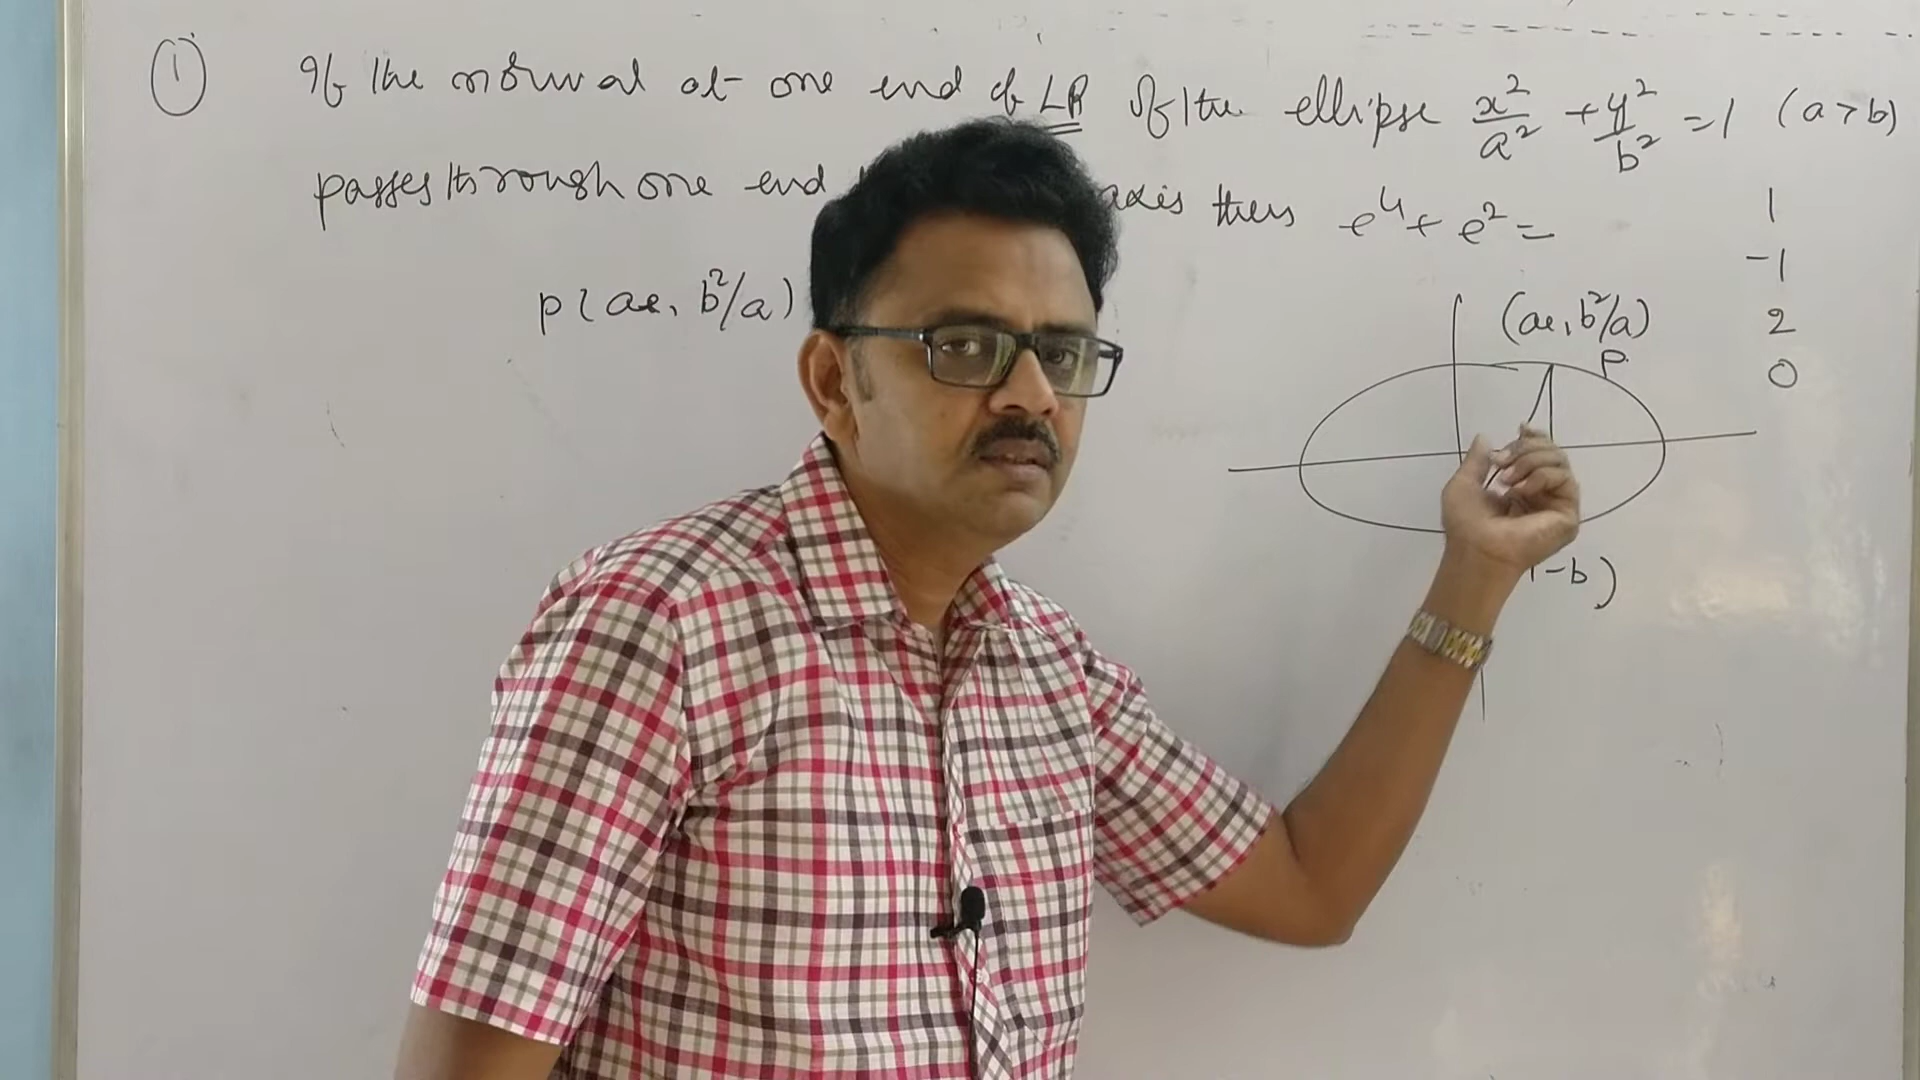 1
If the normal at one end of LR of the ellipse x²/a² + y²/b² = 1 (a > b)
passes through one end axis then e⁴ + e² =
1
-1
2
0
P(ae, b²/a)
(ae, b²/a)
P
-b)